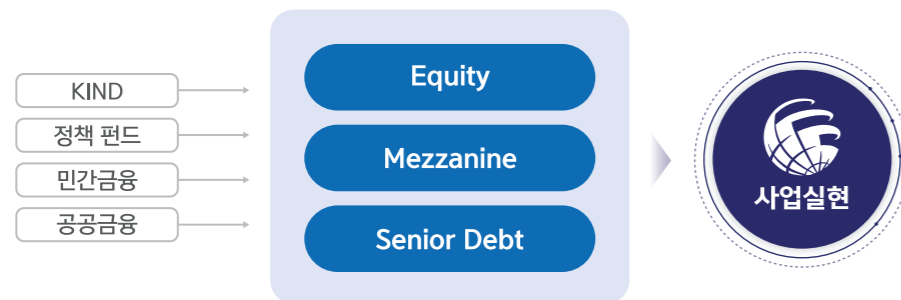 KIND
정책 펀드
민간금융
공공금융
Equity
Mezzanine
Senior Debt
사업실현